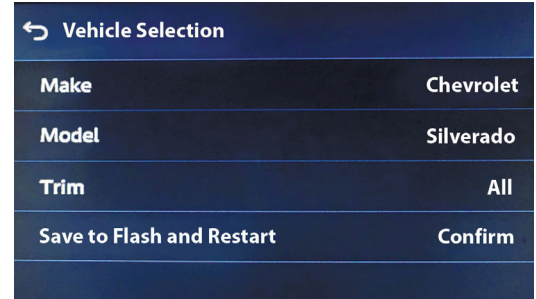 Vehicle Selection
Make Chevrolet
Model Silverado
Trim All
Save to Flash and Restart Confirm